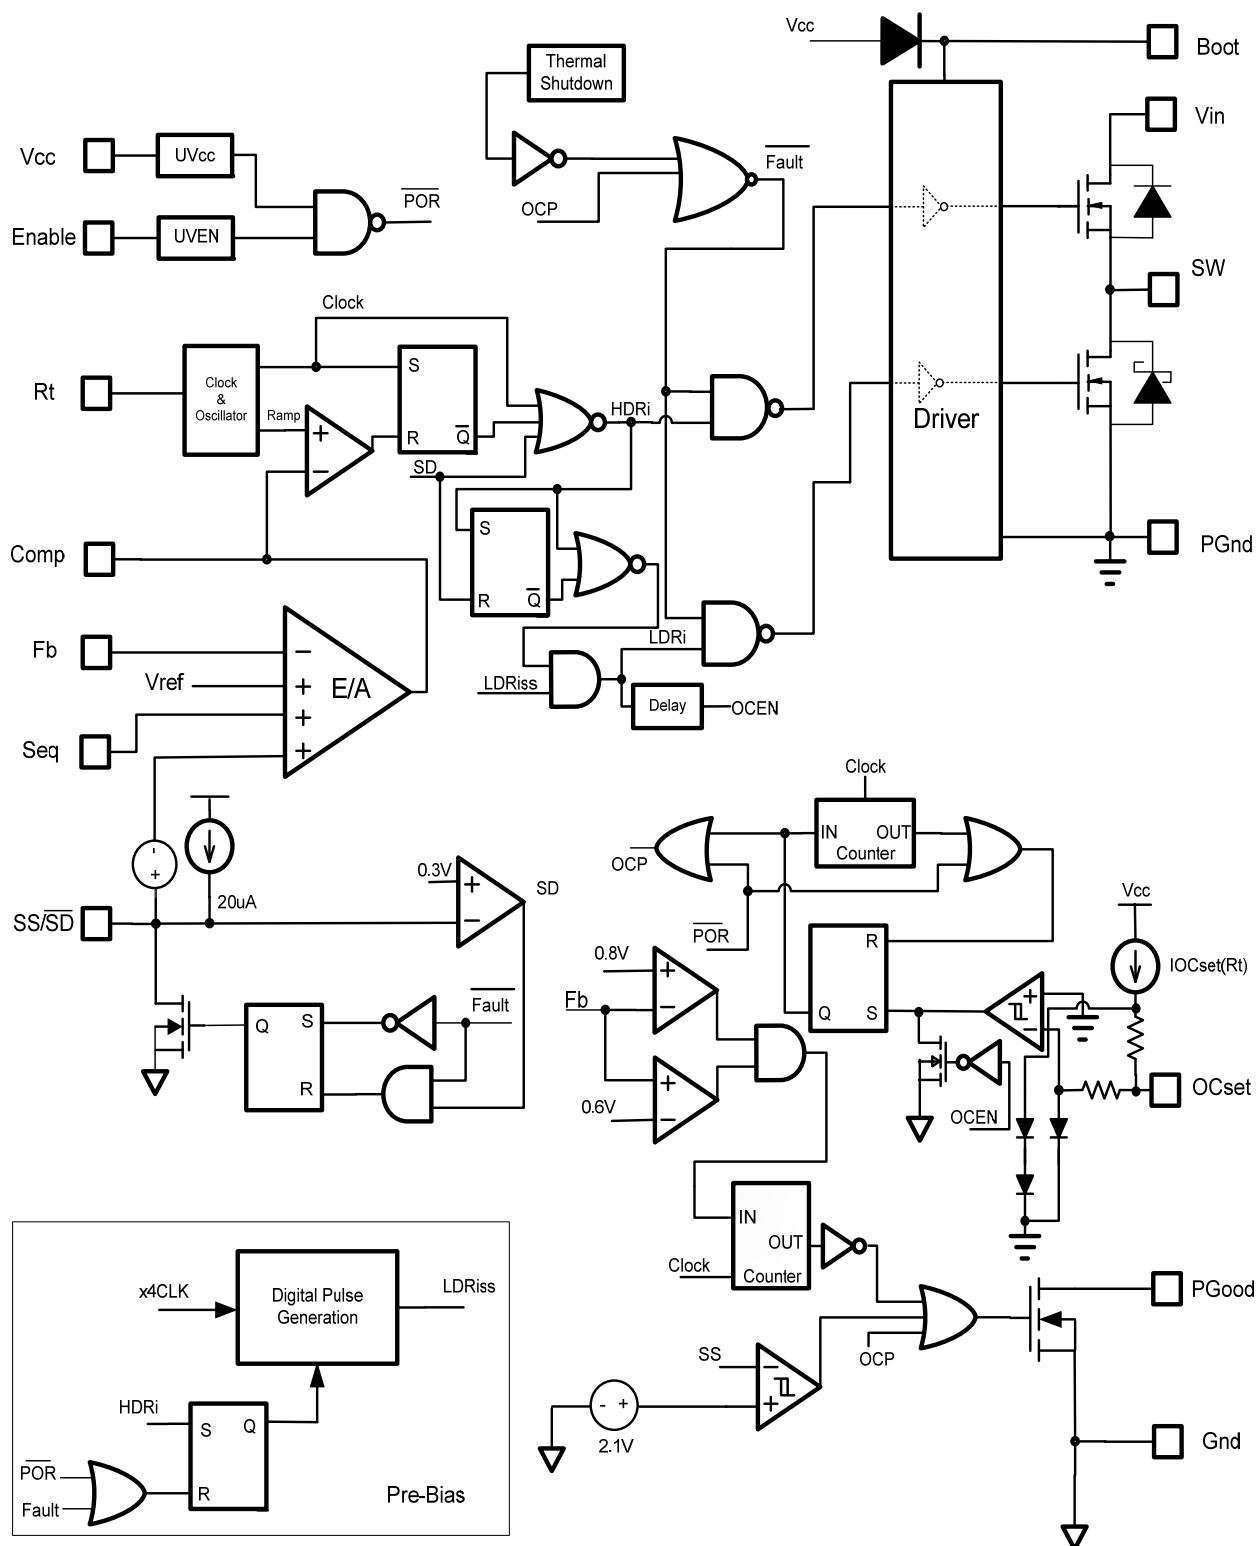 Vcc
Boot
Thermal
Shutdown
Vin
Vcc
UVcc
Fault
POR
OCP
Enable
UVEN
SW
Clock
Rt
Clock
&
Oscillator
Ramp
S
R
Q
+
−
HDRi
SD
Driver
S
R
Q
Comp
PGnd
Fb
Vref
Seq
−
+
+
+
E/A
LDRi
LDRiss
Delay
OCEN
Clock
IN
OUT
Counter
OCP
-
+
20uA
0.3V
+
−
SD
SS/SD
POR
Vcc
IOCset(Rt)
R
Q
S
+
−
0.8V
+
−
Fb
+
−
0.6V
Fault
Q
S
R
OCset
OCEN
IN
OUT
Counter
Clock
x4CLK
Digital Pulse
Generation
LDRiss
PGood
SS
−
+
OCP
HDRi
S
Q
R
- +
2.1V
Gnd
POR
Fault
Pre-Bias